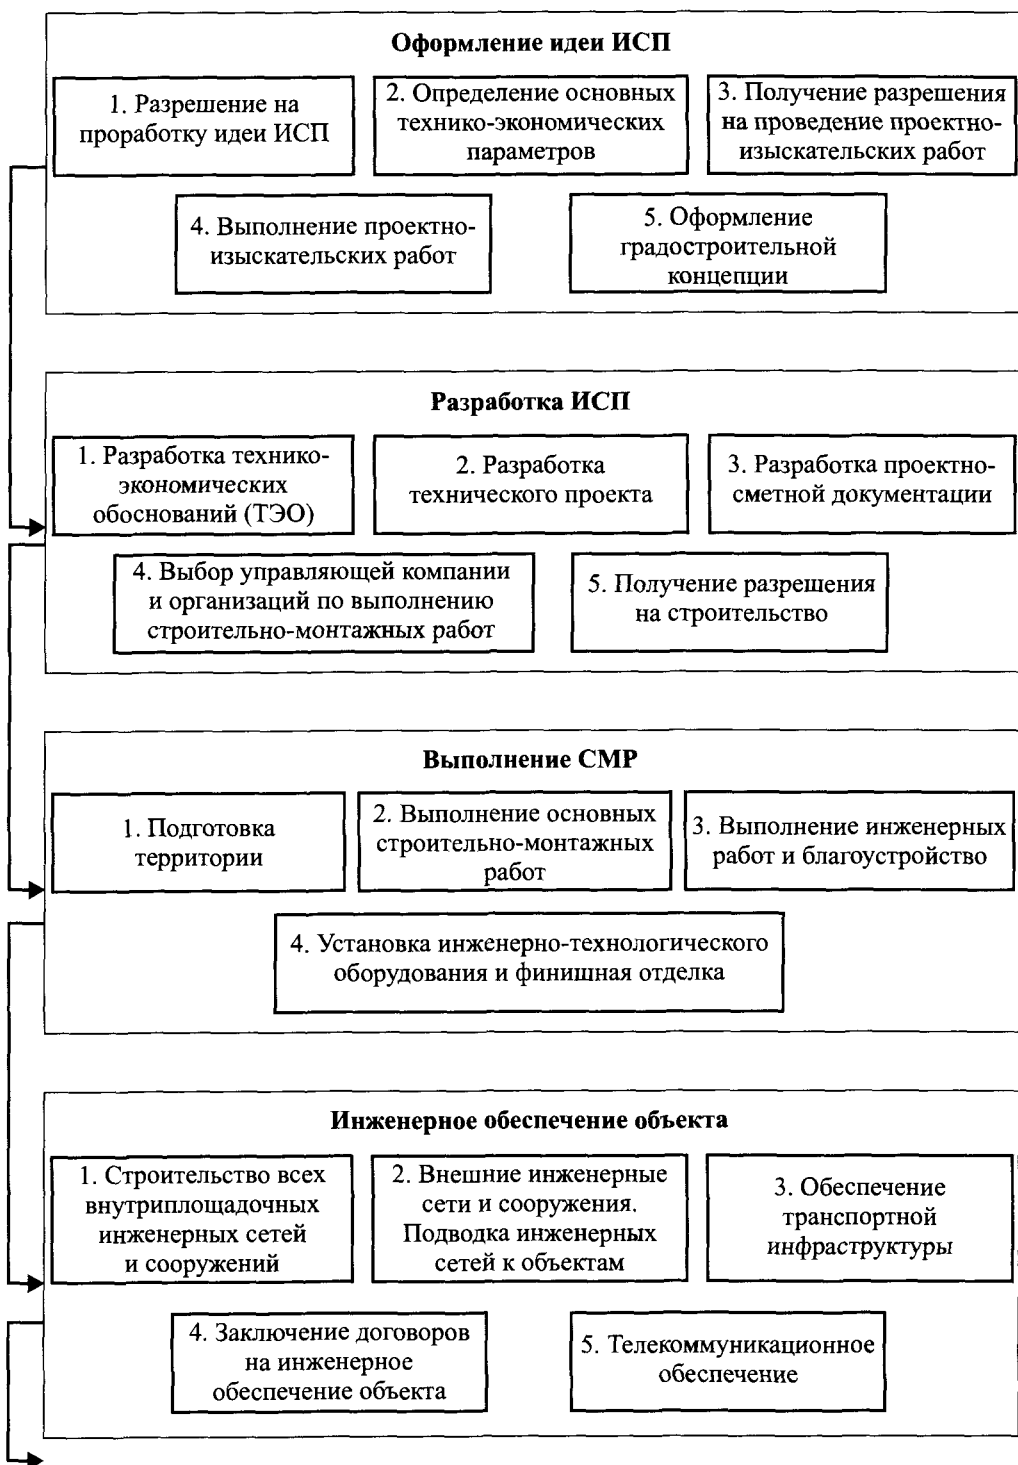 Оформление идеи ИСП
1. Разрешение на
проработку идеи ИСП
2. Определение основных
технико-экономических
параметров
3. Получение разрешения
на проведение проектно-
изыскательских работ
4. Выполнение проектно-
изыскательских работ
5. Оформление
градостроительной
концепции
Разработка ИСП
1. Разработка технико-
экономических
обоснований (ТЭО)
2. Разработка
технического проекта
3. Разработка проектно-
сметной документации
4. Выбор управляющей компании
и организаций по выполнению
строительно-монтажных работ
5. Получение разрешения
на строительство
Выполнение СМР
1. Подготовка
территории
2. Выполнение основных
строительно-монтажных
работ
3. Выполнение инженерных
работ и благоустройство
4. Установка инженерно-технологического
оборудования и финишная отделка
Инженерное обеспечение объекта
1. Строительство всех
внутриплощадочных
инженерных сетей
и сооружений
2. Внешние инженерные
сети и сооружения.
Подводка инженерных
сетей к объектам
3. Обеспечение
транспортной
инфраструктуры
4. Заключение договоров
на инженерное
обеспечение объекта
5. Телекоммуникационное
обеспечение